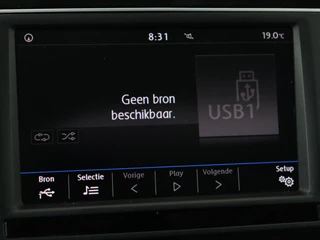 8:31
19.0°C
Geen bron
beschikbaar.
USB1
Bron
Selectie
Vorige
Play
Volgende
Setup